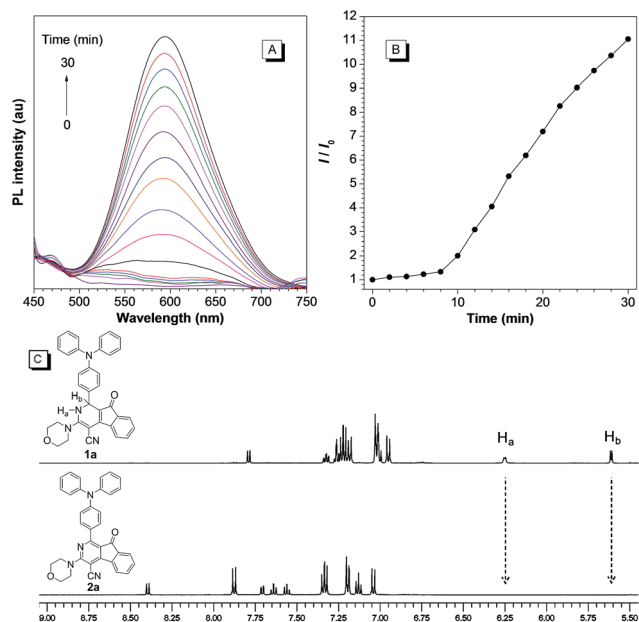 Time (min)
30
0
A
PL intensity (au)
450 500 550 600 650 700 750
Wavelength (nm)
B
12
11
10
9
8
7
6
5
4
3
2
1
I / I0
0 10 20 30
Time (min)
C
N
Hb
O
Ha
N
N
O
CN
1a
Ha
Hb
N
O
N
N
O
CN
2a
9.00 8.75 8.50 8.25 8.00 7.75 7.50 7.25 7.00 6.75 6.50 6.25 6.00 5.75 5.50